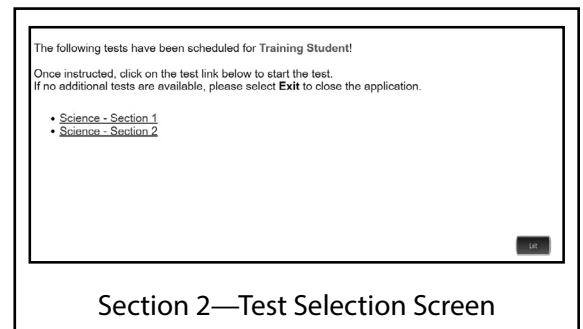 The following tests have been scheduled for Training Student!
Once instructed, click on the test link below to start the test.
If no additional tests are available, please select Exit to close the application.
• Science - Section 1
• Science - Section 2
Exit
Section 2—Test Selection Screen